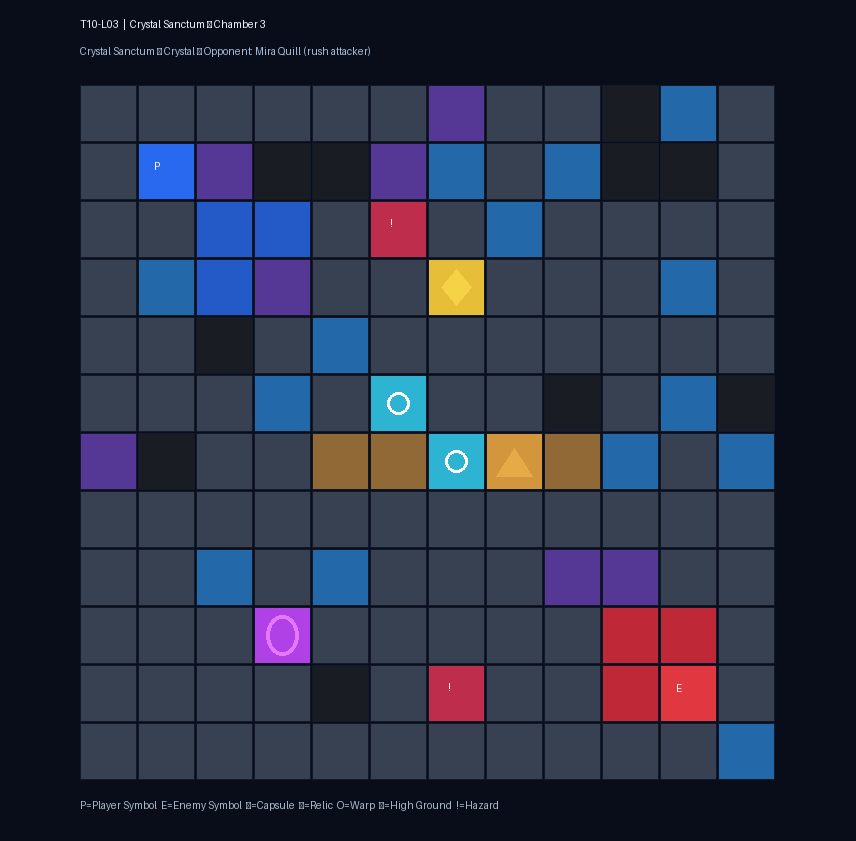 T10-L03 | Crystal Sanctum □ Chamber 3
Crystal Sanctum □ Crystal □ Opponent: Mira Quill (rush attacker)
P
!
!
E
P=Player Symbol E=Enemy Symbol □=Capsule □=Relic O=Warp □=High Ground !=Hazard